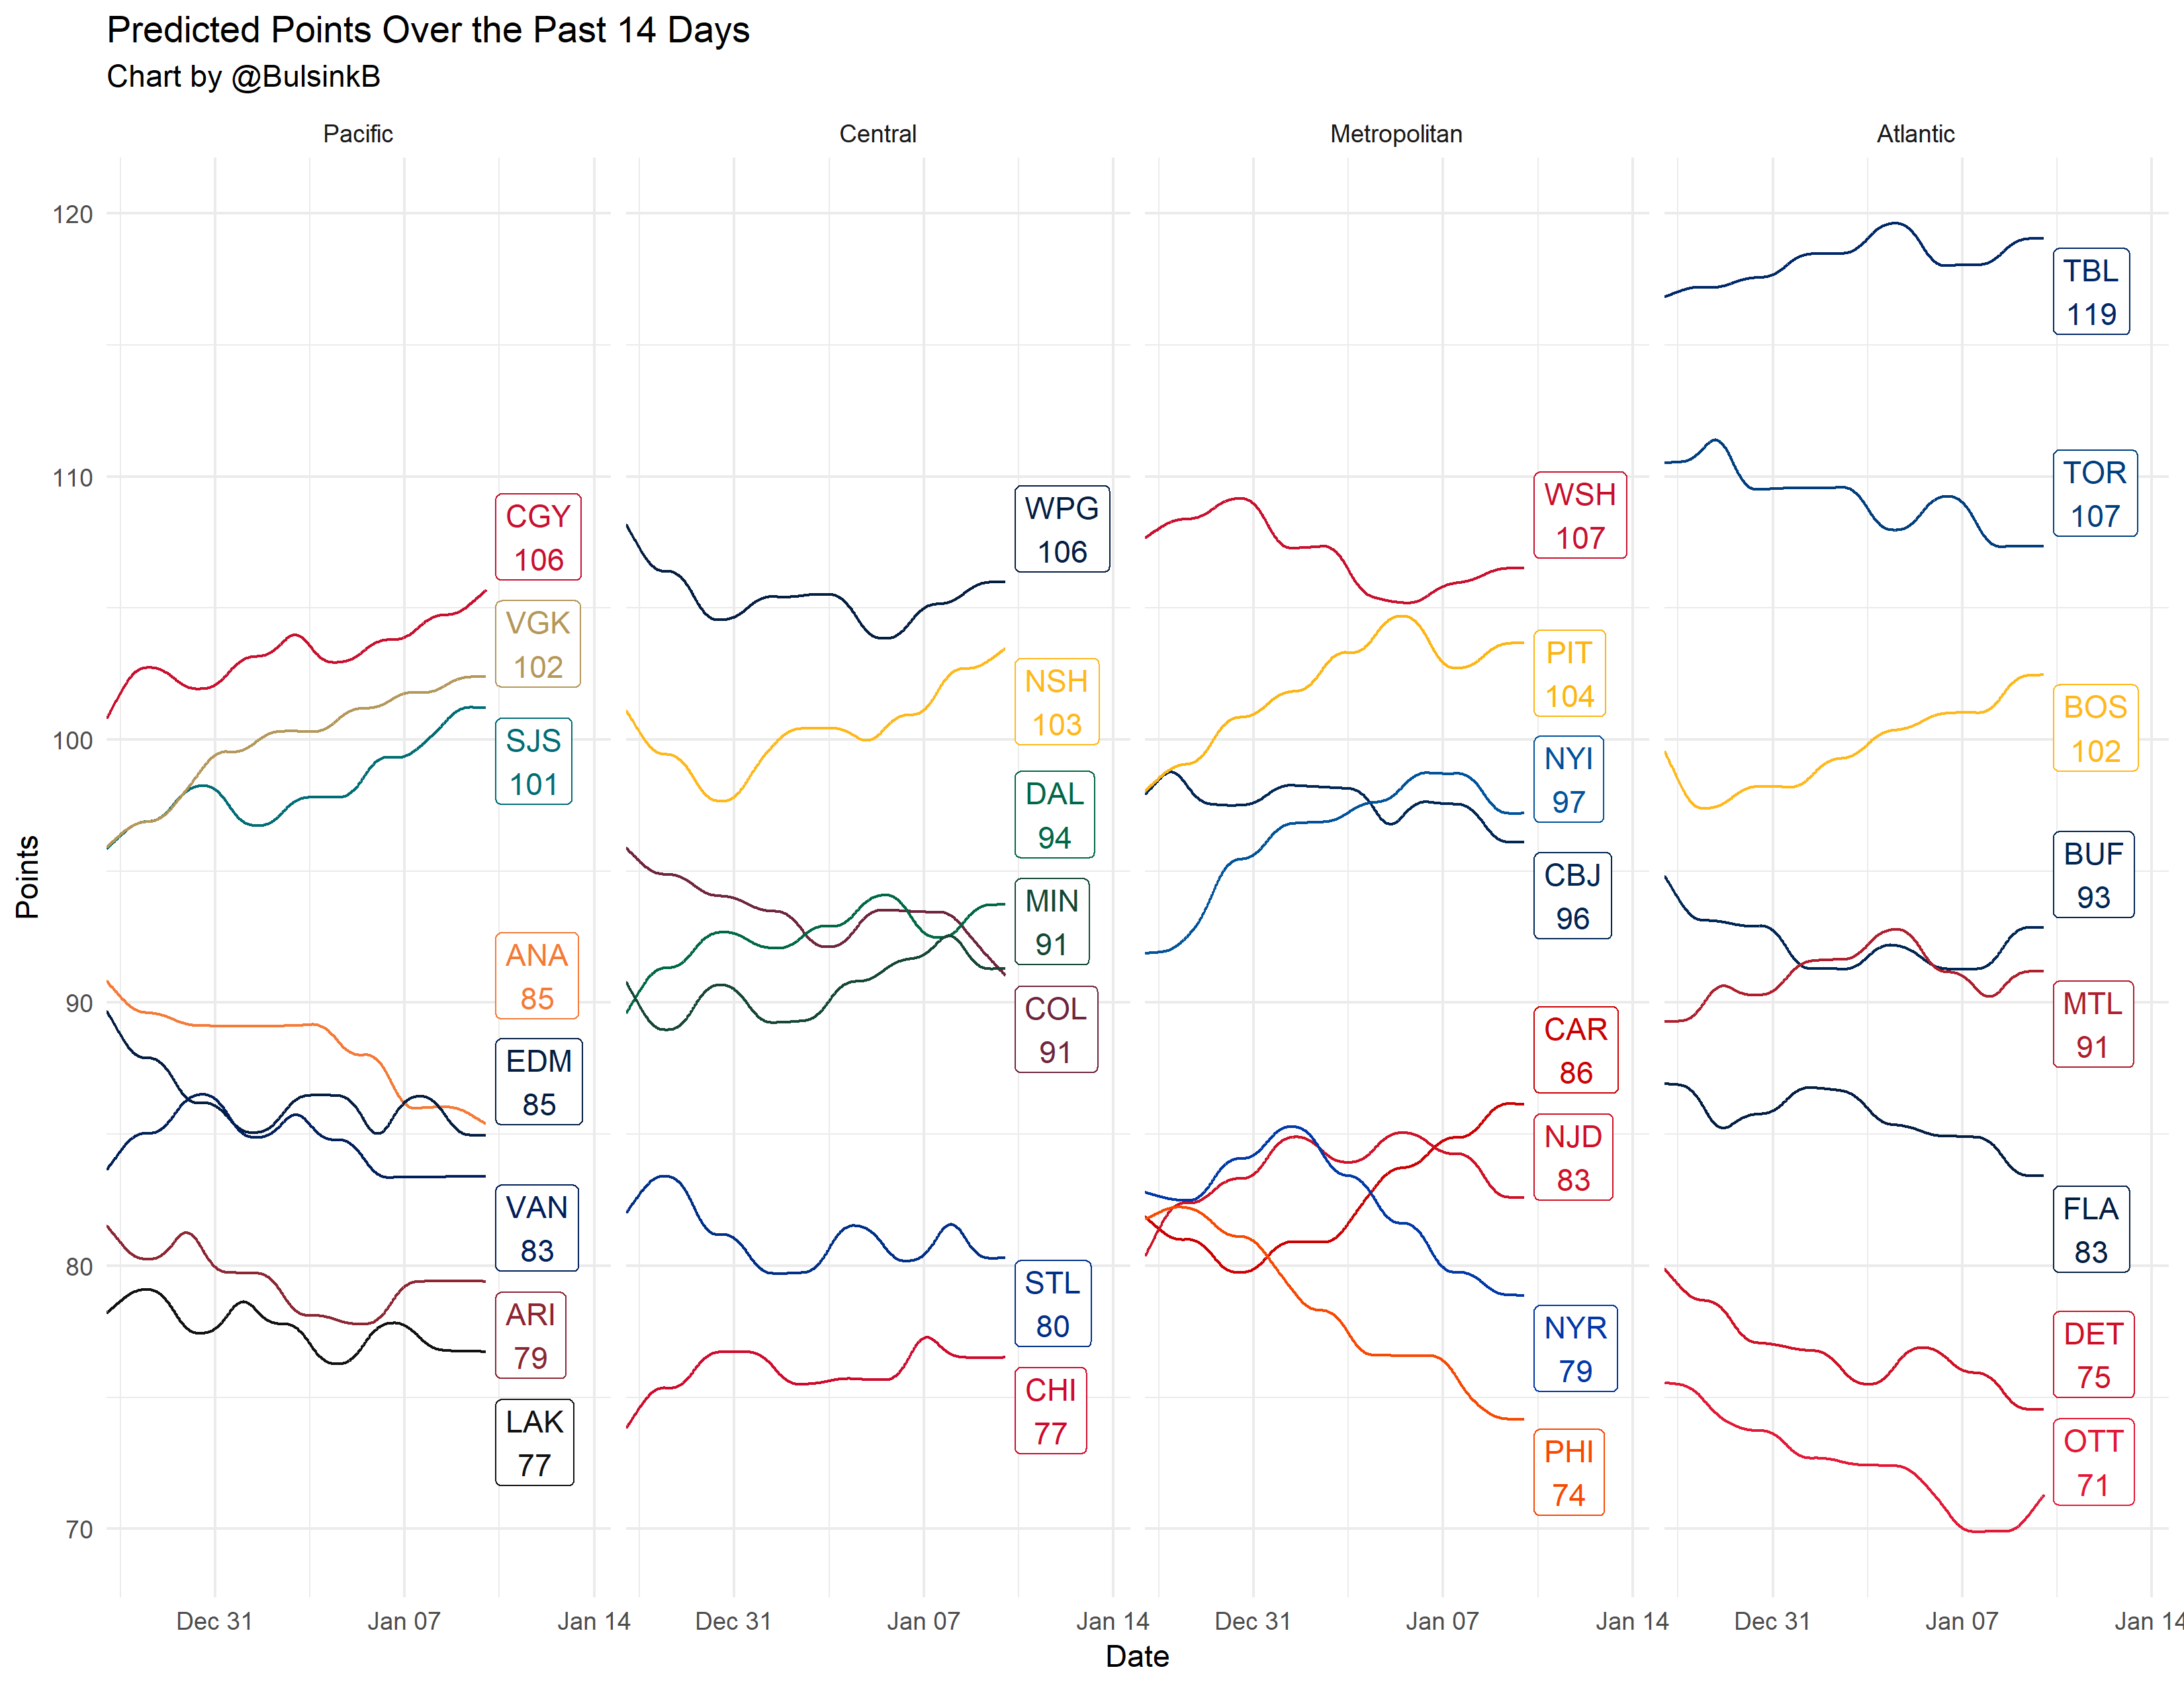 Predicted Points Over the Past 14 Days
Chart by @BulsinkB
Pacific
Central
Metropolitan
Atlantic
120
110
100
90
80
70
Points
CGY
106
VGK
102
SJS
101
ANA
85
EDM
85
VAN
83
ARI
79
LAK
77
WPG
106
NSH
103
DAL
94
MIN
91
COL
91
STL
80
CHI
77
WSH
107
PIT
104
NYI
97
CBJ
96
CAR
86
NJD
83
NYR
79
PHI
74
TBL
119
TOR
107
BOS
102
BUF
93
MTL
91
FLA
83
DET
75
OTT
71
Dec 31
Jan 07
Jan 14
Dec 31
Jan 07
Jan 14
Dec 31
Jan 07
Jan 14
Dec 31
Jan 07
Jan 14
Date